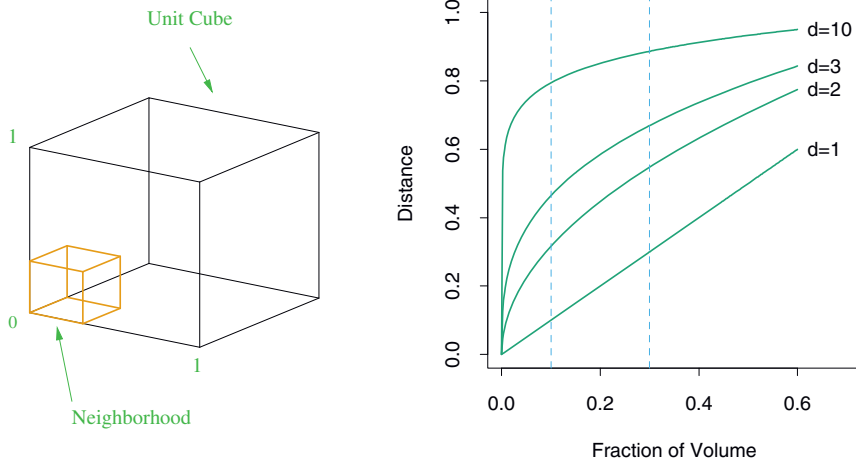 Unit Cube
1
0
1
Neighborhood
1.0
0.8
0.6
0.4
0.2
0.0
Distance
d=10
d=3
d=2
d=1
0.0 0.2 0.4 0.6
Fraction of Volume